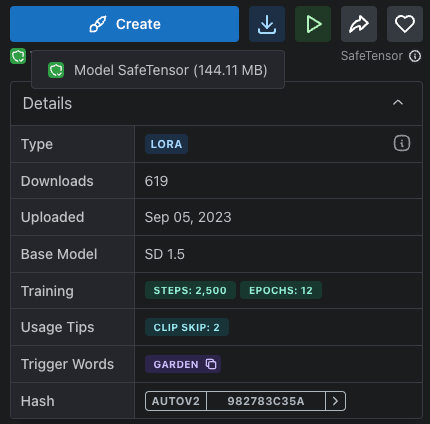 Create
Model SafeTensor (144.11 MB)
SafeTensor
Details
Type LORA
Downloads 619
Uploaded Sep 05, 2023
Base Model SD 1.5
Training STEPS: 2,500 EPOCHS: 12
Usage Tips CLIP SKIP: 2
Trigger Words GARDEN
Hash AUTOV2 982783C35A